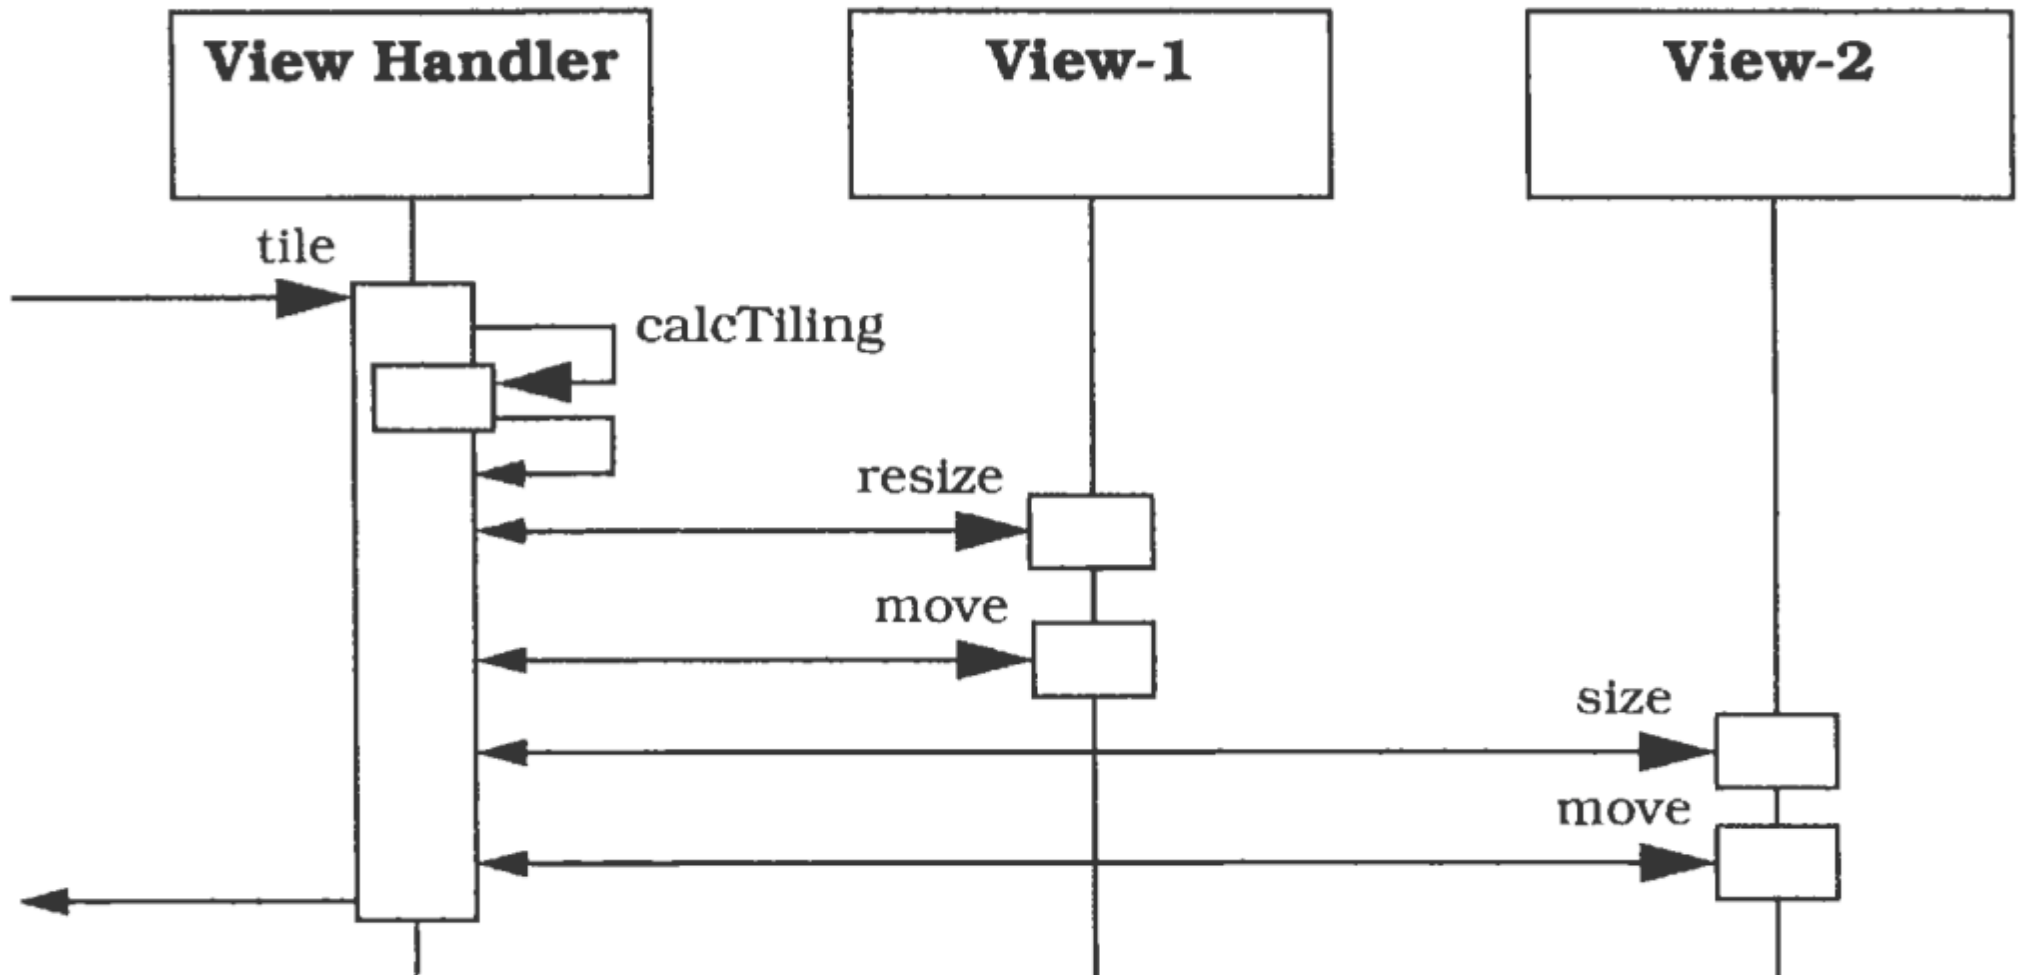 View Handler
View-1
View-2
tile
calcTiling
resize
move
size
move